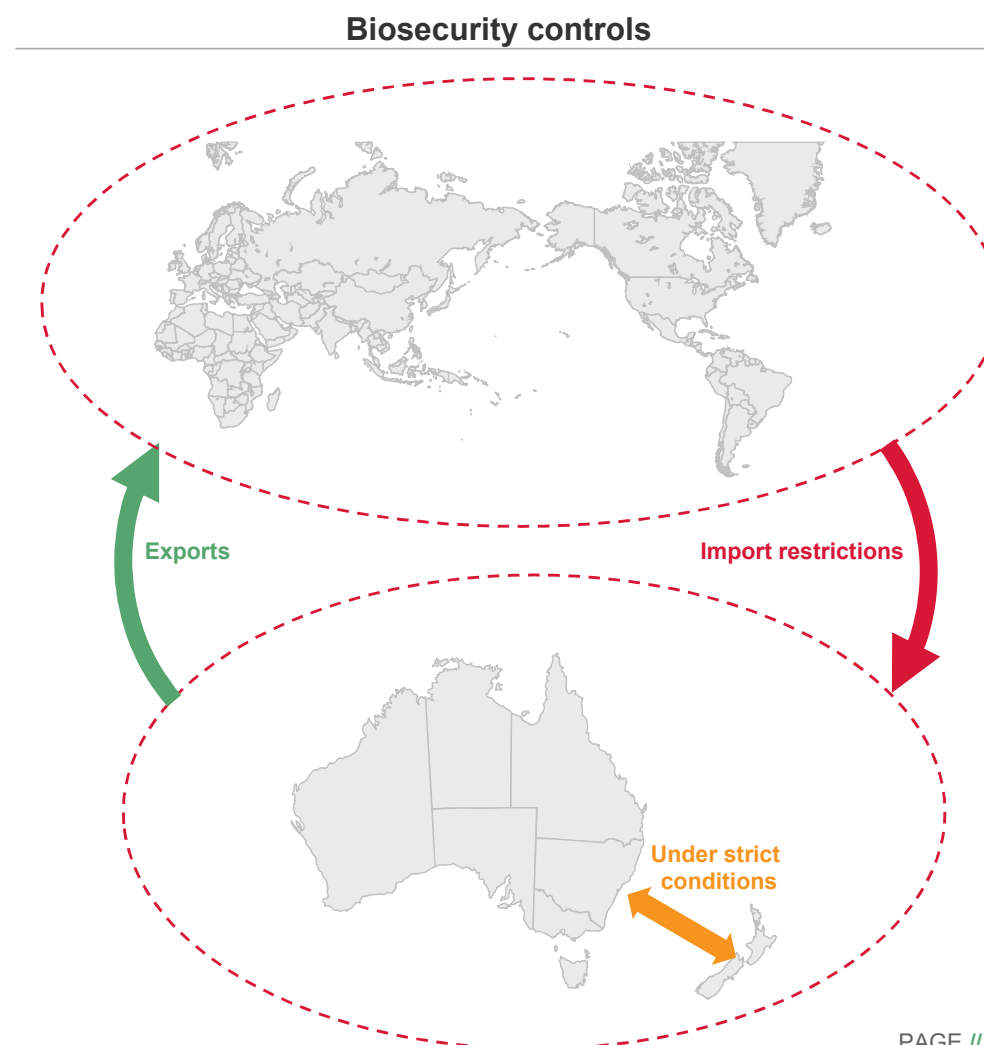 Biosecurity controls
Exports
Import restrictions
Under strict
conditions
PAGE //